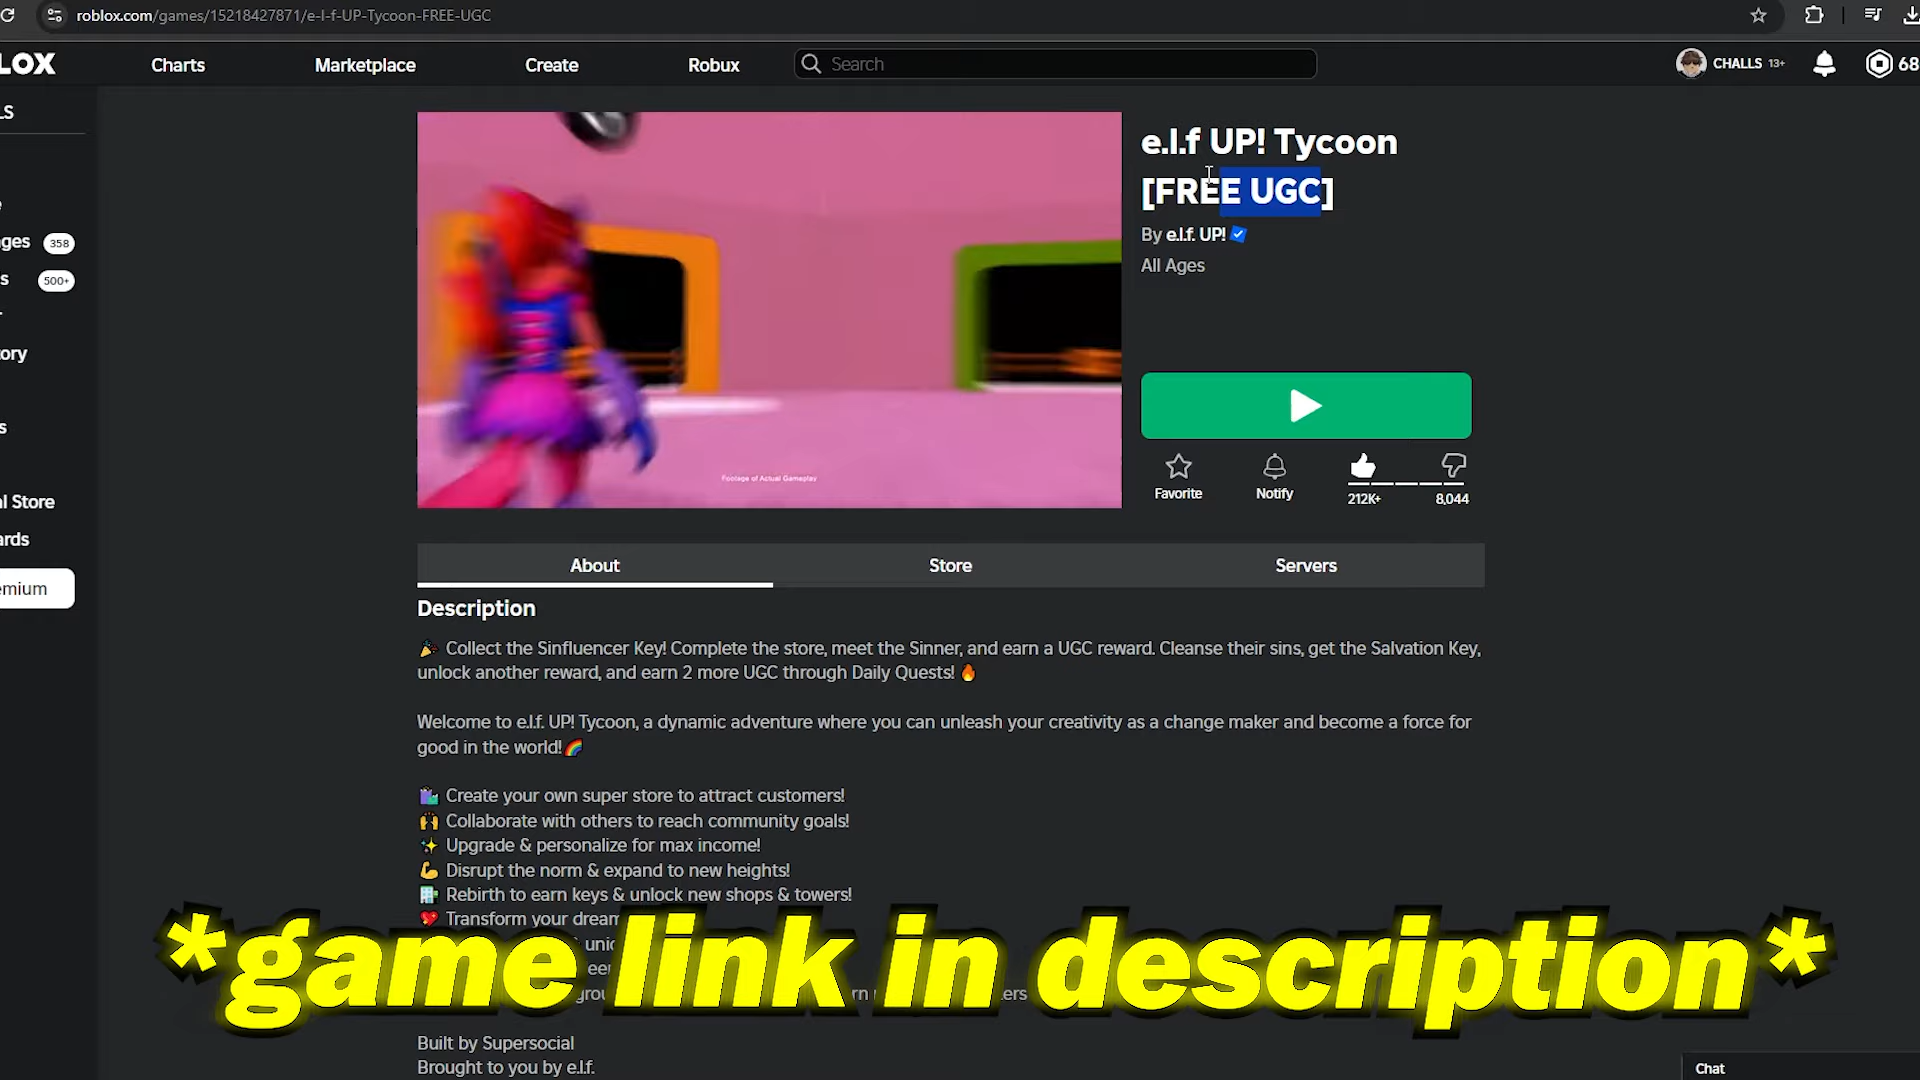 roblox.com/games/15218427871/e-l-f-UP-Tycoon-FREE-UGC
LOX
Charts
Marketplace
Create
Robux
Search
CHALLS 13+
68
LS
ges 358
s 500+
ory
s
l Store
ards
emium
Footage of Actual Gameplay
e.l.f UP! Tycoon
[FREE UGC]
By e.l.f. UP!
All Ages
Favorite
Notify
212K+
8,044
About
Store
Servers
Description
🎉 Collect the Sinfluencer Key! Complete the store, meet the Sinner, and earn a UGC reward. Cleanse their sins, get the Salvation Key,
unlock another reward, and earn 2 more UGC through Daily Quests! 🔥
Welcome to e.l.f. UP! Tycoon, a dynamic adventure where you can unleash your creativity as a change maker and become a force for
good in the world!🌈
🛍️ Create your own super store to attract customers!
🙌 Collaborate with others to reach community goals!
✨ Upgrade & personalize for max income!
💪 Disrupt the norm & expand to new heights!
🏪 Rebirth to earn keys & unlock new shops & towers!
💖 Transform your dream
*game link in description*
Built by Supersocial
Brought to you by e.l.f.
Chat